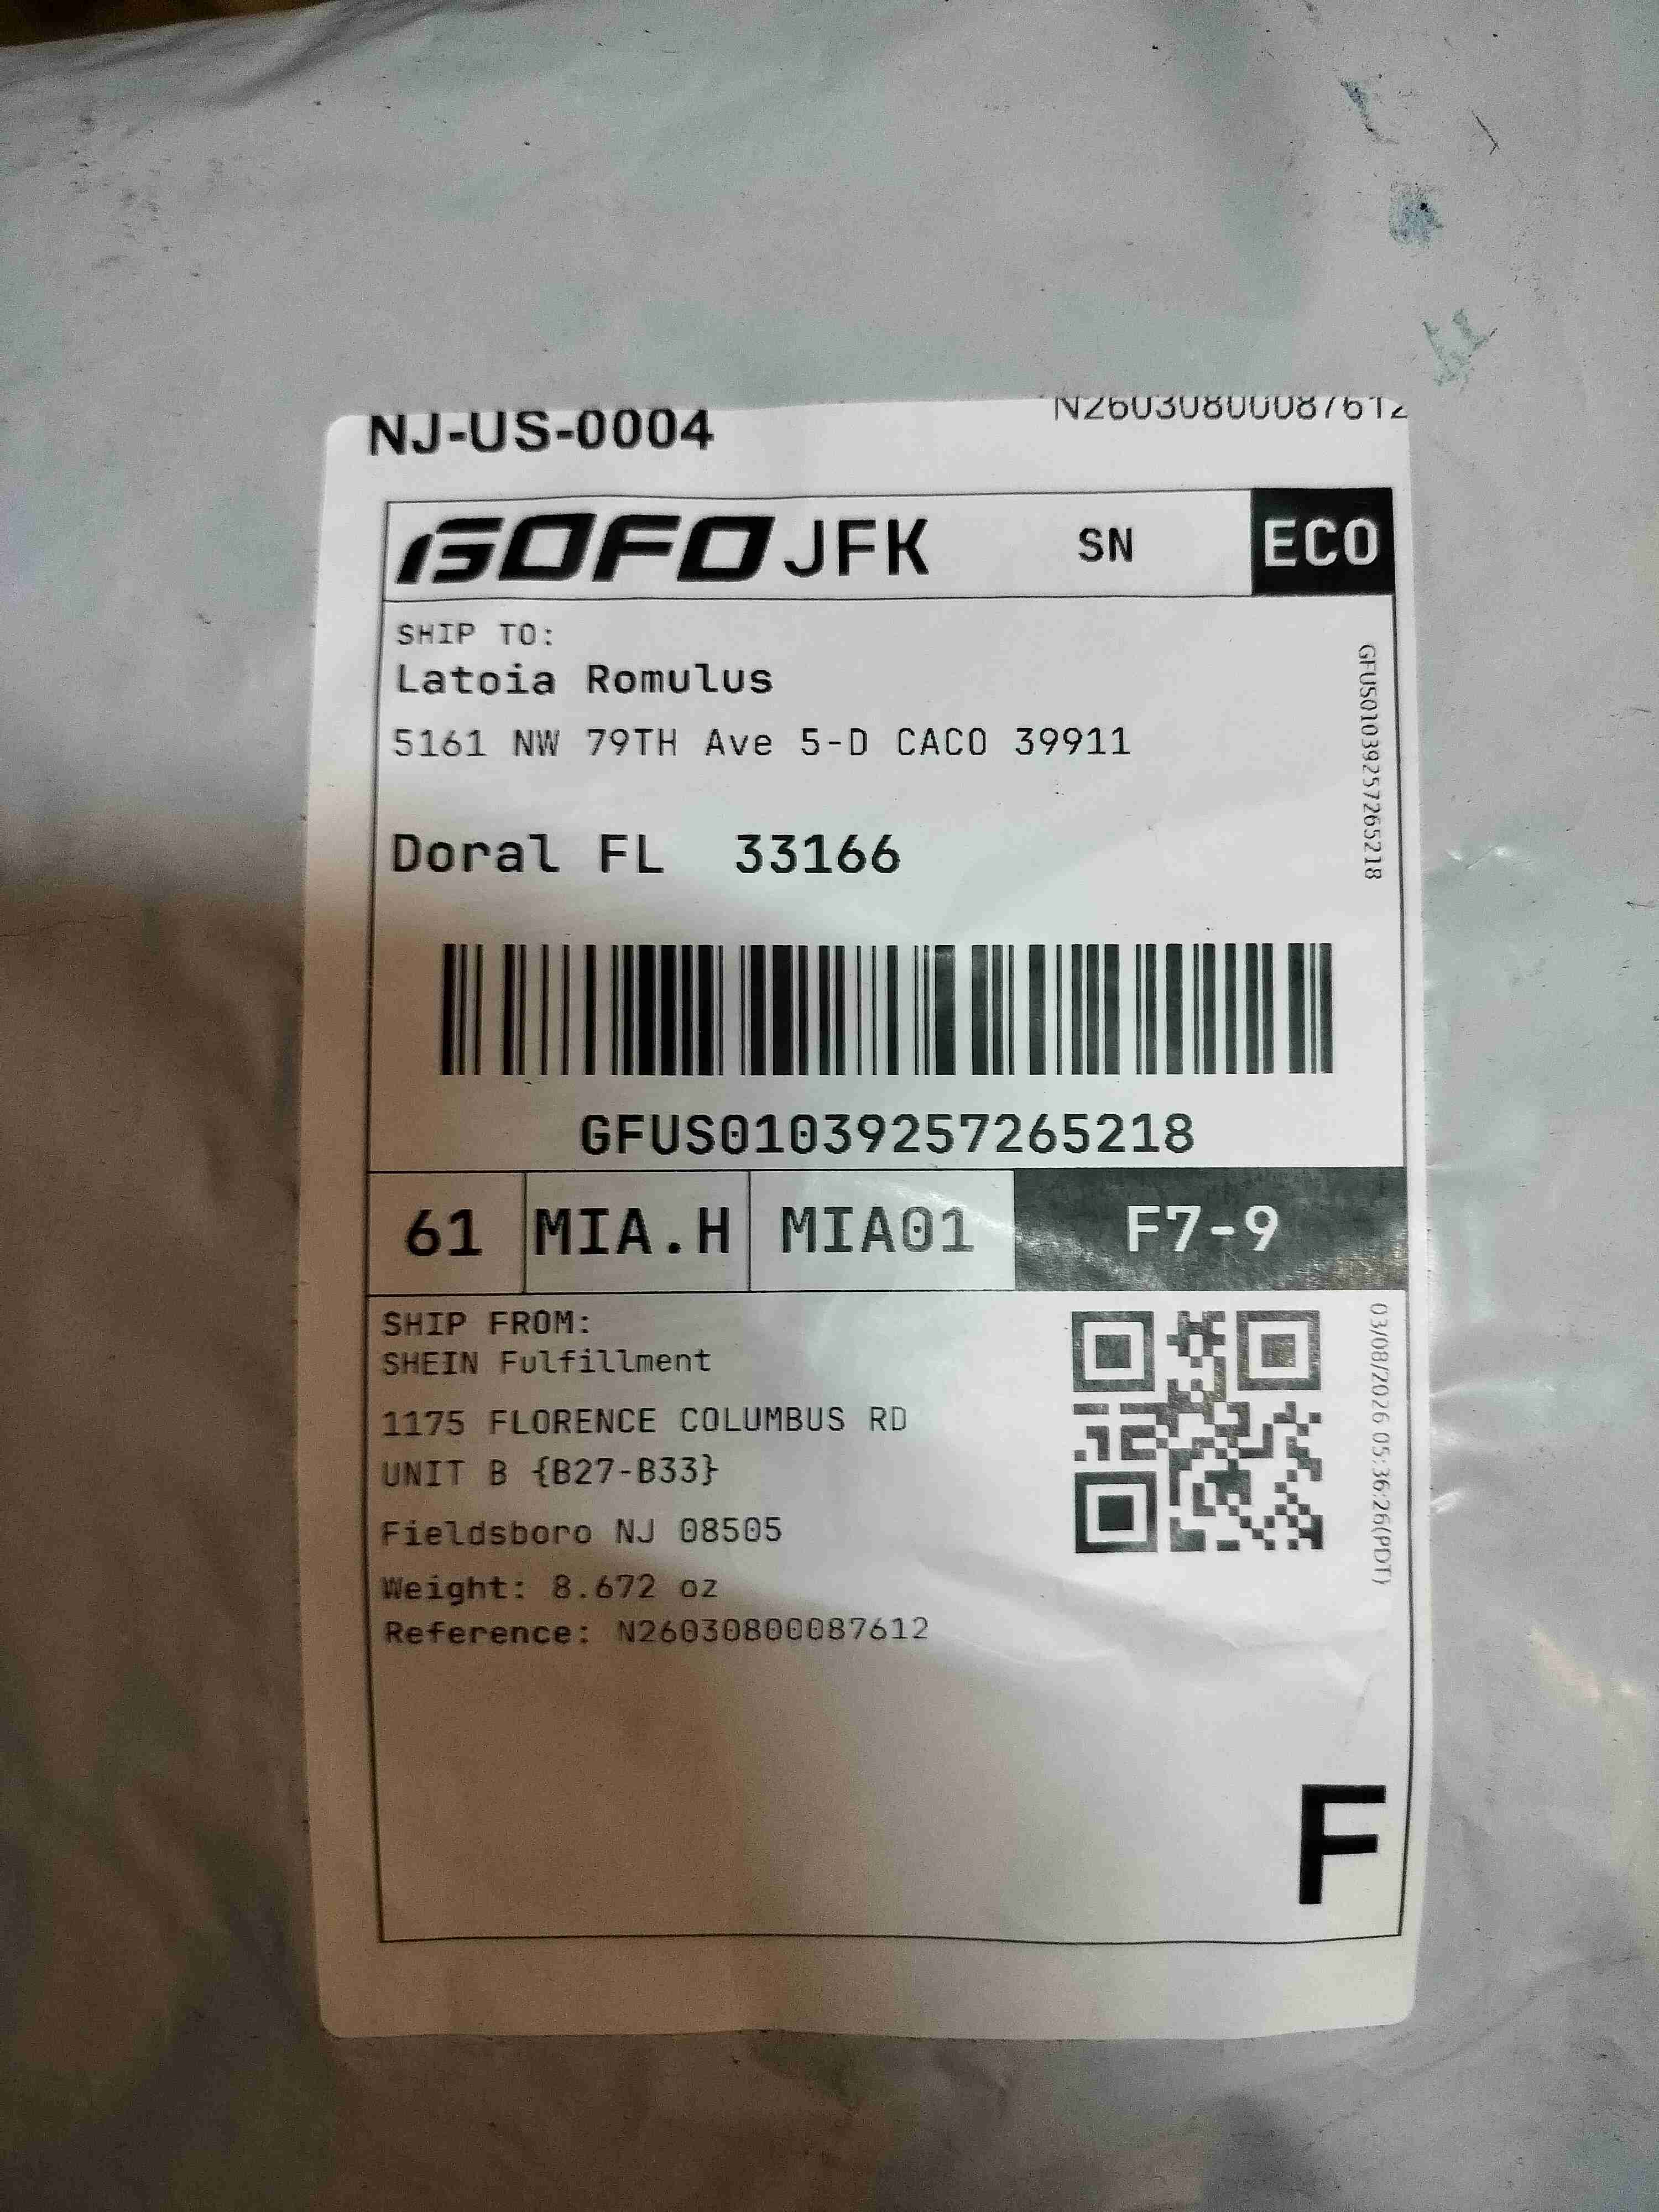 NJ-US-0004
N26030800087612
GOFO JFK SN ECO
SHIP TO:
Latoia Romulus
5161 NW 79TH Ave 5-D CACO 39911
Doral FL 33166
GFUS01039257265218
GFUS01039257265218
61 MIA.H MIA01 F7-9
SHIP FROM:
SHEIN Fulfillment
1175 FLORENCE COLUMBUS RD
UNIT B {B27-B33}
Fieldsboro NJ 08505
Weight: 8.672 oz
Reference: N26030800087612
03/08/2026 05:36:26(PDT)
F